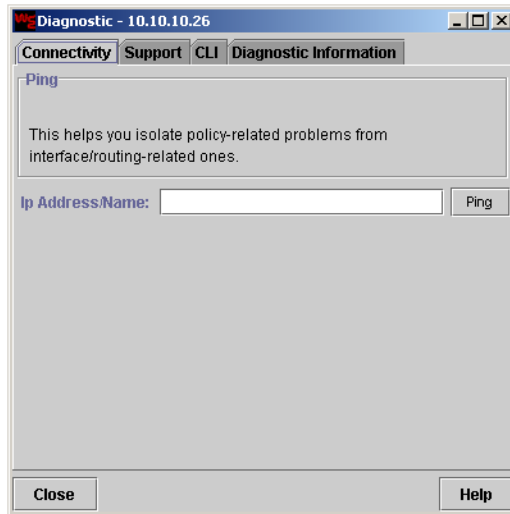 WG Diagnostic - 10.10.10.26
Connectivity Support CLI Diagnostic Information
Ping
This helps you isolate policy-related problems from
interface/routing-related ones.
Ip Address/Name: Ping
Close Help